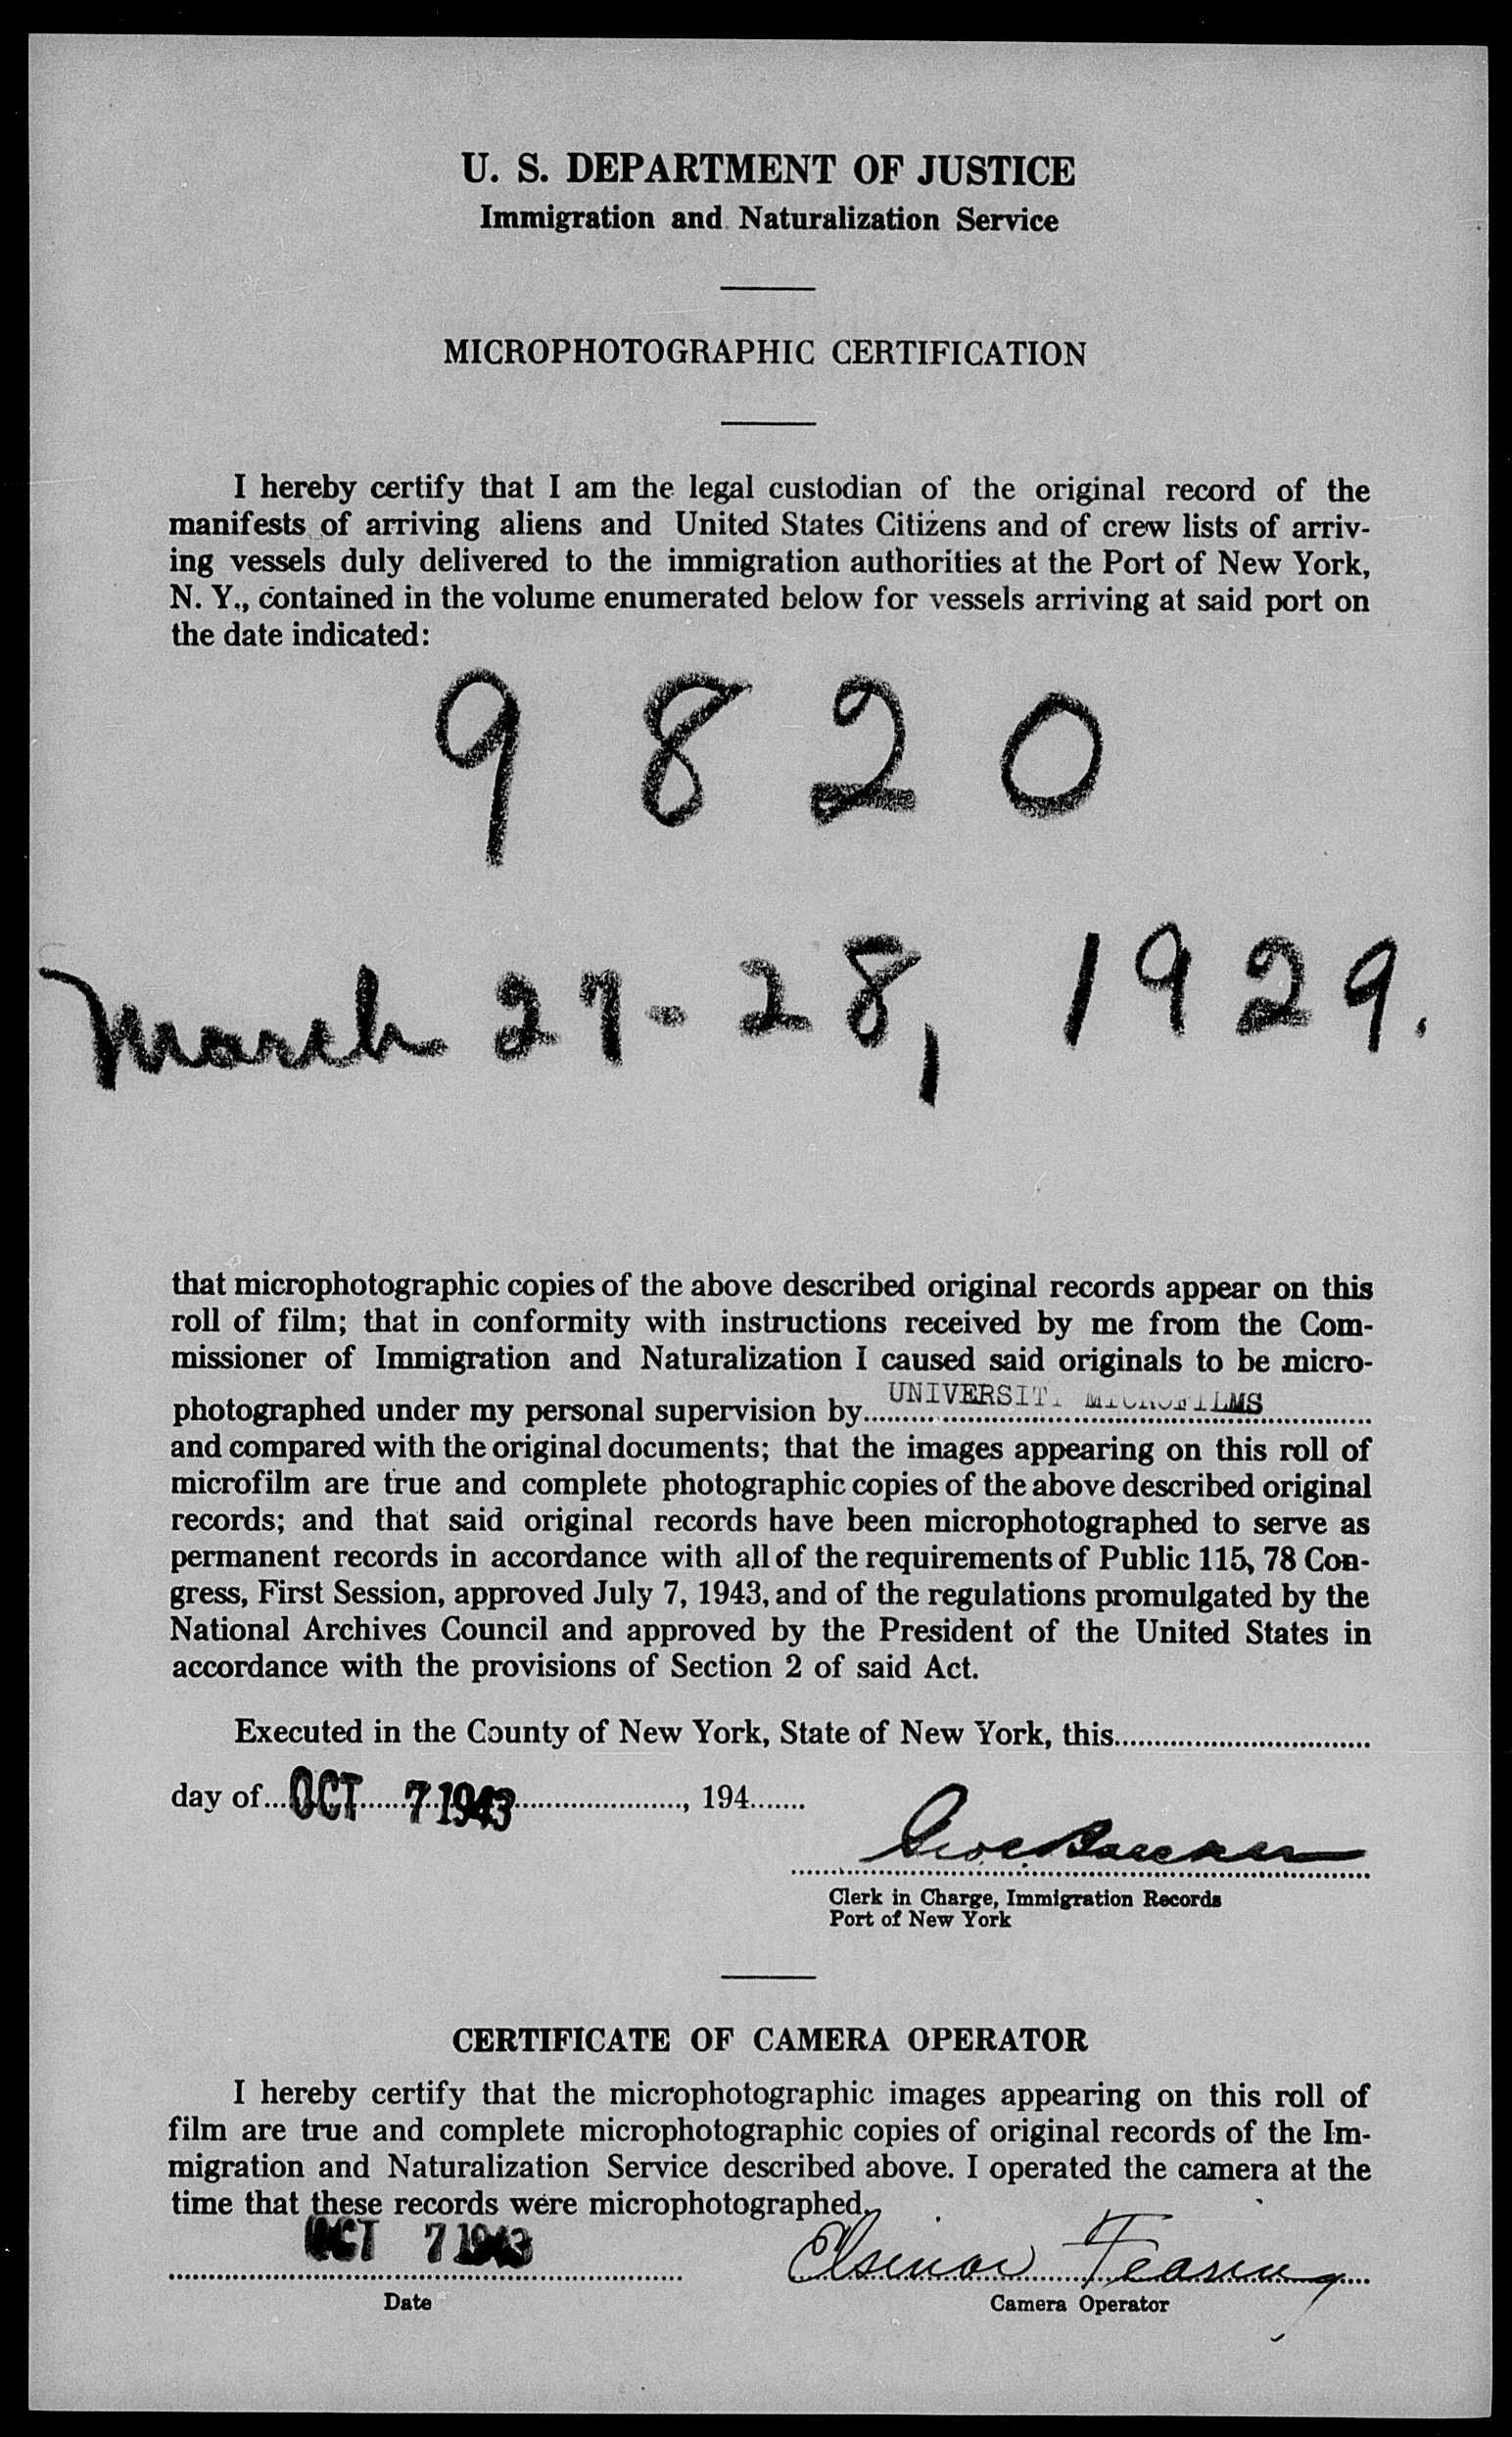 U. S. DEPARTMENT OF JUSTICE
Immigration and Naturalization Service
MICROPHOTOGRAPHIC CERTIFICATION
I hereby certify that I am the legal custodian of the original record of the
manifests of arriving aliens and United States Citizens and of crew lists of arriv-
ing vessels duly delivered to the immigration authorities at the Port of New York,
N. Y., contained in the volume enumerated below for vessels arriving at said port on
the date indicated:
9820
March 27-28, 1929.
that microphotographic copies of the above described original records appear on this
roll of film; that in conformity with instructions received by me from the Com-
missioner of Immigration and Naturalization I caused said originals to be micro-
photographed under my personal supervision by UNIVERSITY MICROFILMS
and compared with the original documents; that the images appearing on this roll of
microfilm are true and complete photographic copies of the above described original
records; and that said original records have been microphotographed to serve as
permanent records in accordance with all of the requirements of Public 115, 78 Con-
gress, First Session, approved July 7, 1943, and of the regulations promulgated by the
National Archives Council and approved by the President of the United States in
accordance with the provisions of Section 2 of said Act.
Executed in the County of New York, State of New York, this
day of OCT 7 1943, 194
Clerk in Charge, Immigration Records
Port of New York
CERTIFICATE OF CAMERA OPERATOR
I hereby certify that the microphotographic images appearing on this roll of
film are true and complete microphotographic copies of original records of the Im-
migration and Naturalization Service described above. I operated the camera at the
time that these records were microphotographed.
OCT 7 1943
Date
Camera Operator